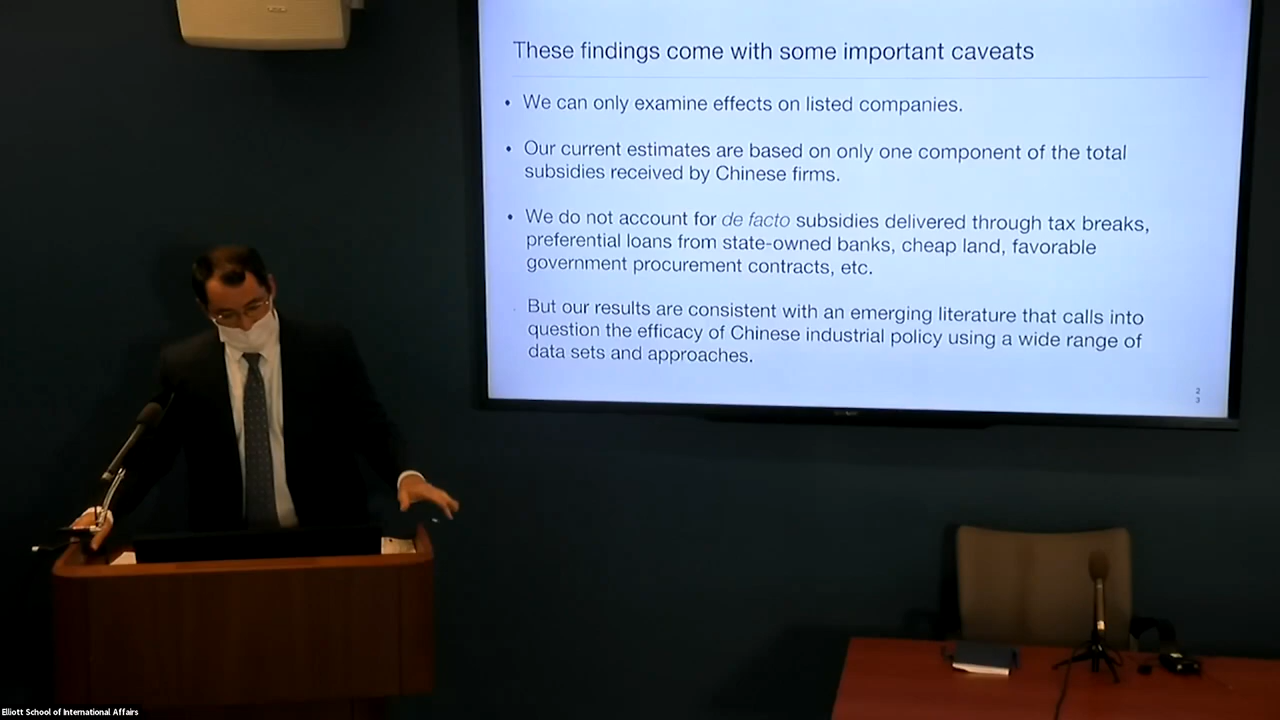 These findings come with some important caveats
• We can only examine effects on listed companies.
• Our current estimates are based on only one component of the total
subsidies received by Chinese firms.
• We do not account for de facto subsidies delivered through tax breaks,
preferential loans from state-owned banks, cheap land, favorable
government procurement contracts, etc.
But our results are consistent with an emerging literature that calls into
question the efficacy of Chinese industrial policy using a wide range of
data sets and approaches.
2
3
Elliott School of International Affairs